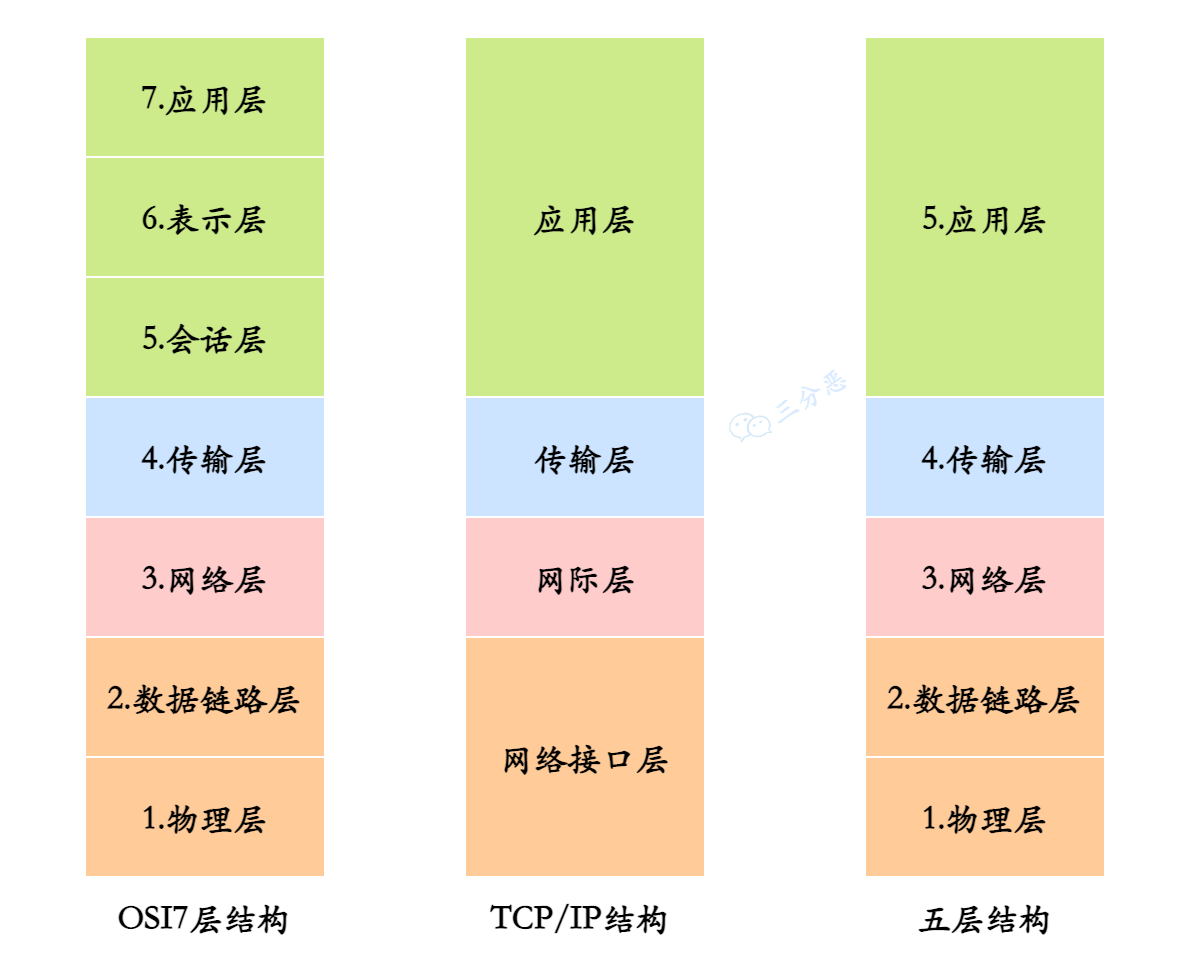 7.应用层
6.表示层
5.会话层
4.传输层
3.网络层
2.数据链路层
1.物理层
OSI7层结构
应用层
传输层
网际层
网络接口层
TCP/IP结构
三分恶
5.应用层
4.传输层
3.网络层
2.数据链路层
1.物理层
五层结构